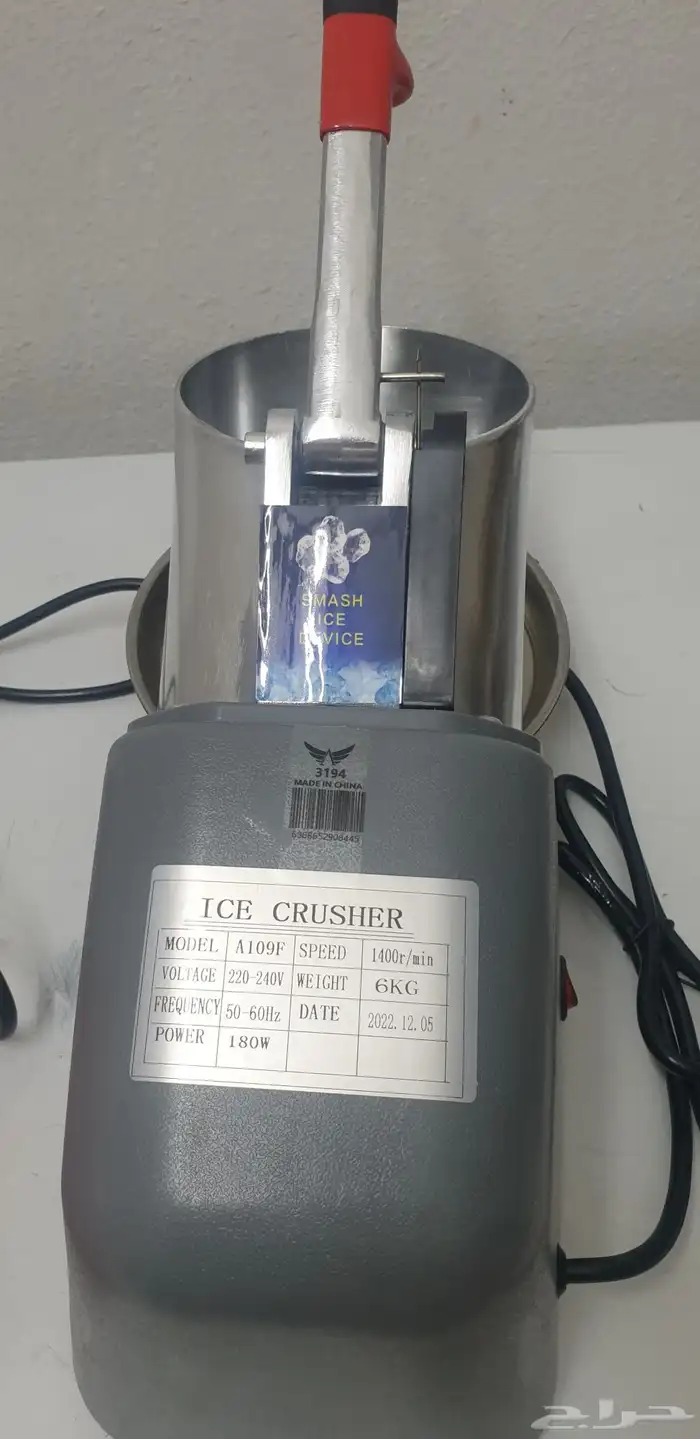 SMASH
ICE
DEVICE
3194
MADE IN CHINA
ICE CRUSHER
MODEL A109F SPEED 1400r/min
VOLTAGE 220-240V WEIGHT 6KG
FREQUENCY 50-60Hz DATE 2022.12.05
POWER 180W
حراج